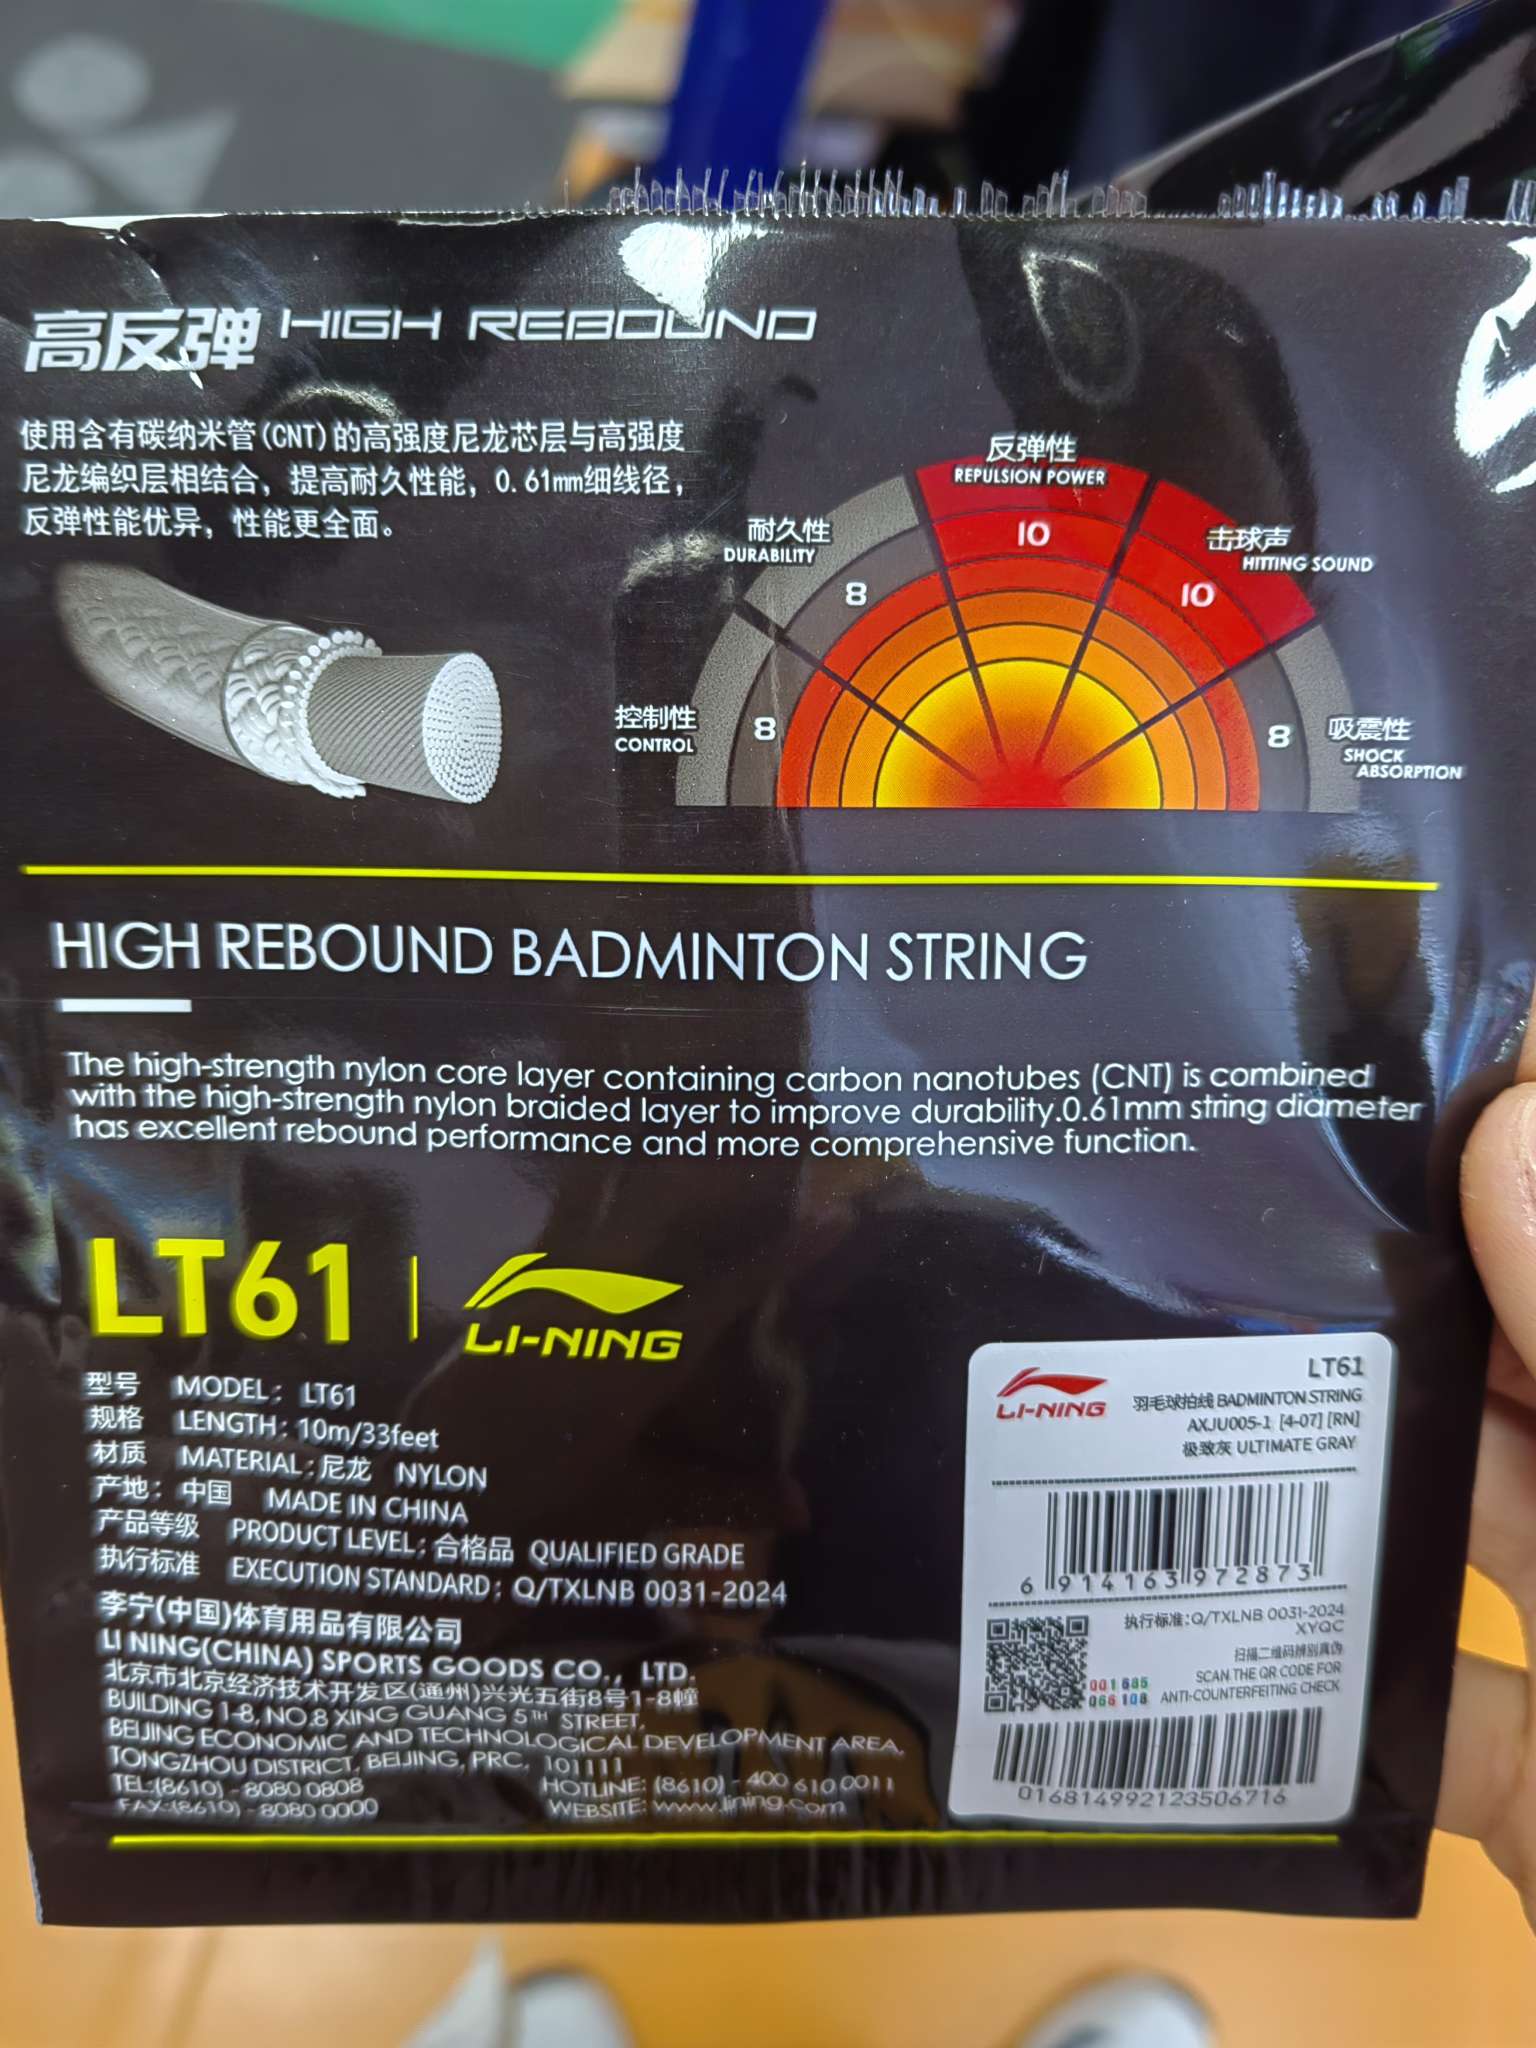 高反弹 HIGH REBOUND
使用含有碳纳米管(CNT)的高强度尼龙芯层与高强度
尼龙编织层相结合，提高耐久性能，0.61mm细线径，
反弹性能优异，性能更全面。
反弹性
REPULSION POWER
10
耐久性
DURABILITY
8
击球声
HITTING SOUND
10
控制性
CONTROL
8
吸震性
SHOCK
ABSORPTION
8
HIGH REBOUND BADMINTON STRING
The high-strength nylon core layer containing carbon nanotubes (CNT) is combined
with the high-strength nylon braided layer to improve durability.0.61mm string diameter
has excellent rebound performance and more comprehensive function.
LT61 | LI-NING
型号 MODEL: LT61
规格 LENGTH: 10m/33feet
材质 MATERIAL:尼龙 NYLON
产地: 中国 MADE IN CHINA
产品等级 PRODUCT LEVEL: 合格品 QUALIFIED GRADE
执行标准 EXECUTION STANDARD: Q/TXLNB 0031-2024
李宁(中国)体育用品有限公司
LI NING(CHINA) SPORTS GOODS CO., LTD.
北京市北京经济技术开发区(通州)兴光五街8号1-8幢
BUILDING 1-8, NO.8 XING GUANG 5TH STREET,
BEIJING ECONOMIC AND TECHNOLOGICAL DEVELOPMENT AREA,
TONGZHOU DISTRICT, BEIJING, PRC, 101111
TEL:(8610) - 8080 0808 HOTLINE: (8610) - 400 610 0011
FAX:(8610) - 8080 0000 WEBSITE: www.lining.com
LI-NING
LT61
羽毛球拍线 BADMINTON STRING
AXJU005-1 [4-07] [RN]
极致灰 ULTIMATE GRAY
6 914163 972873
执行标准:Q/TXLNB 0031-2024
XYQC
扫描二维码辨别真伪
SCAN THE QR CODE FOR
ANTI-COUNTERFEITING CHECK
001 685
066 108
016814992123506716